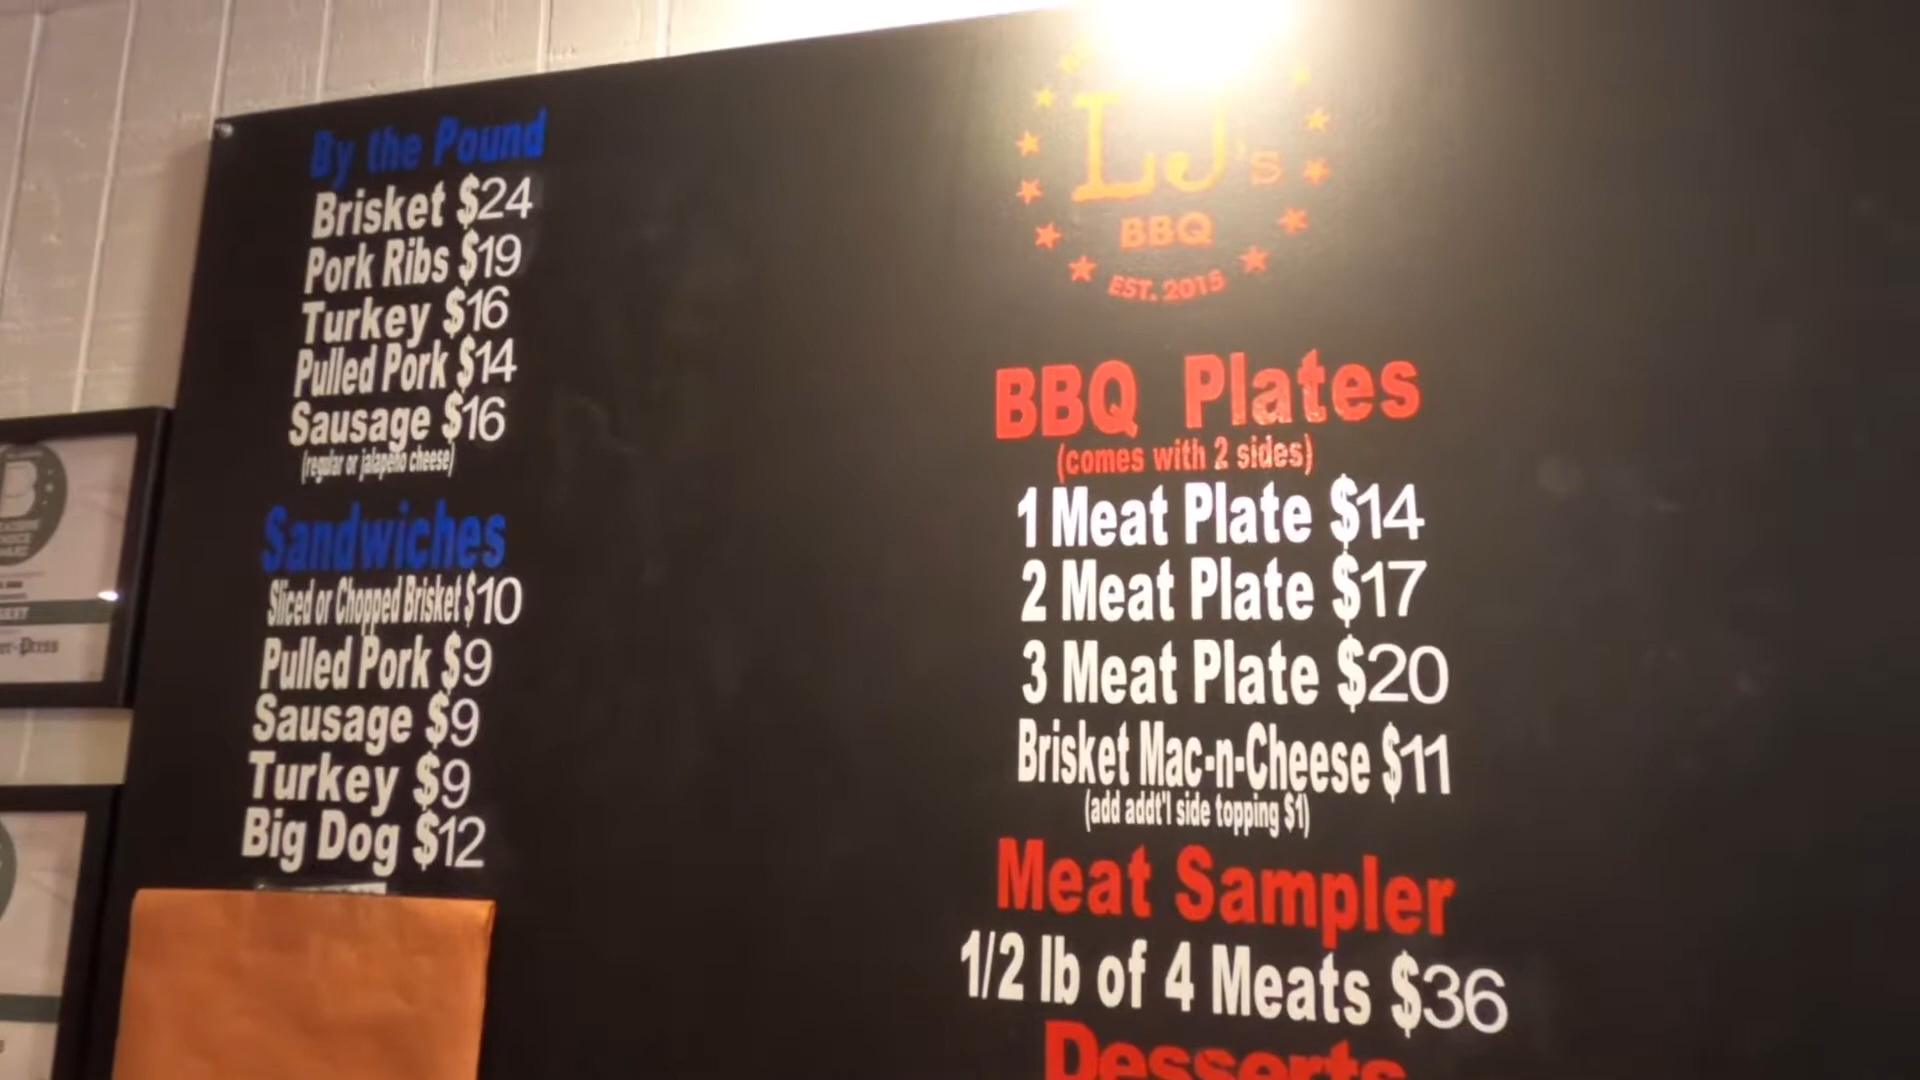 By the Pound
Brisket $24
Pork Ribs $19
Turkey $16
Pulled Pork $14
Sausage $16
(regular or jalapeño cheese)
Sandwiches
Sliced or Chopped Brisket $10
Pulled Pork $9
Sausage $9
Turkey $9
Big Dog $12
LJ's
BBQ
EST. 2015
BBQ Plates
(comes with 2 sides)
1 Meat Plate $14
2 Meat Plate $17
3 Meat Plate $20
Brisket Mac-n-Cheese $11
(add addt'l side topping $1)
Meat Sampler
1/2 lb of 4 Meats $36
Desserts